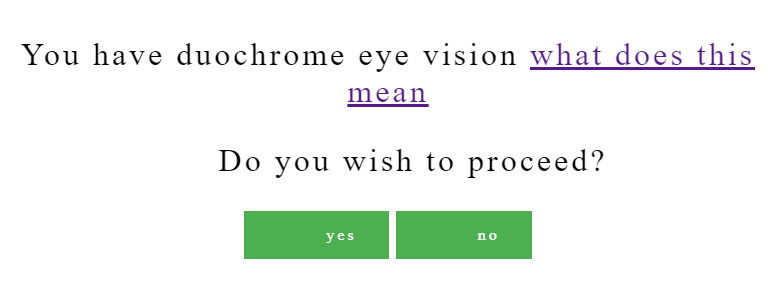 You have duochrome eye vision what does this
mean
Do you wish to proceed?
yes no